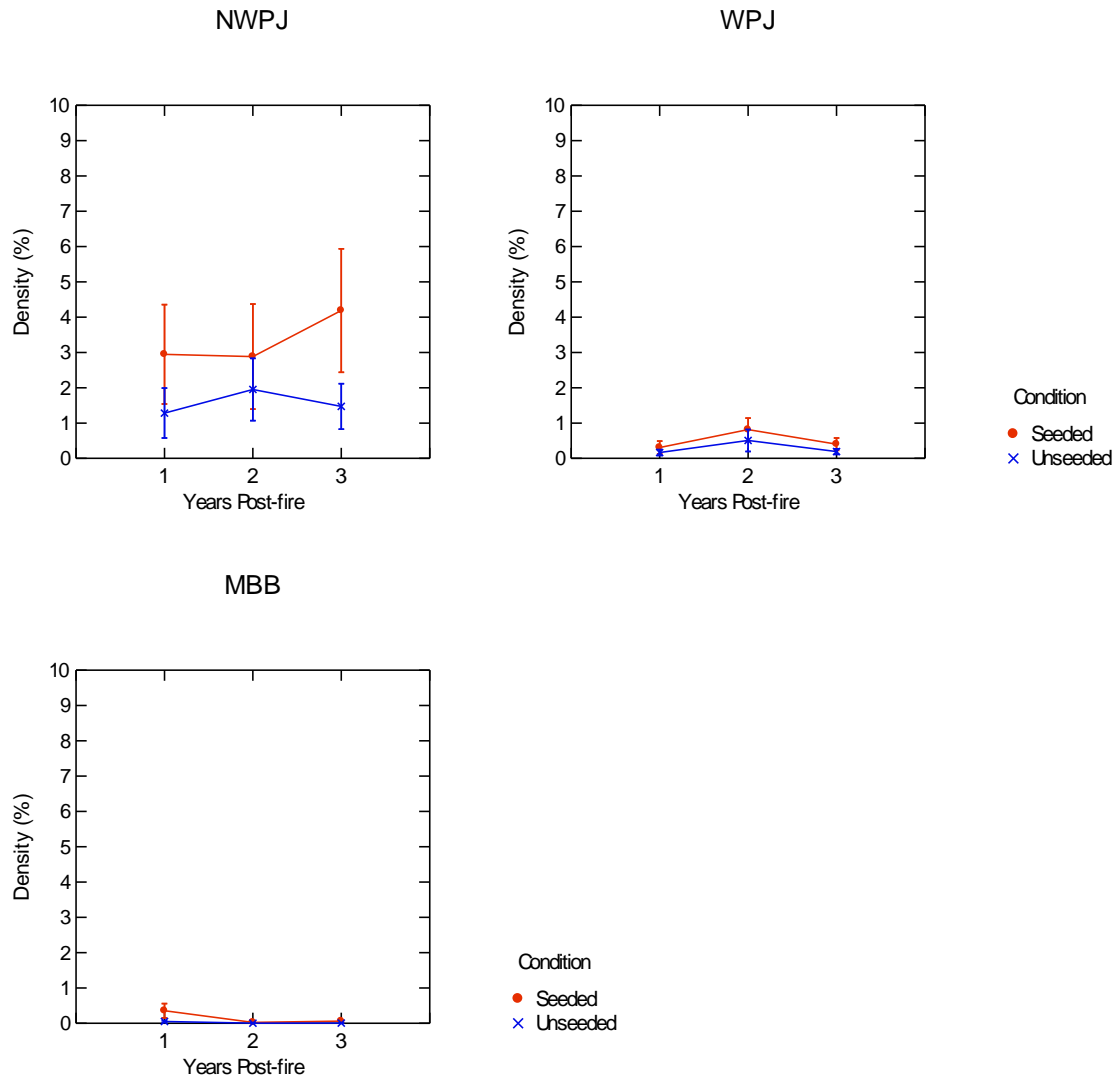 NWPJ
10
9
8
7
6
5
4
3
2
1
0
Density (%)
1 2 3
Years Post-fire
WPJ
10
9
8
7
6
5
4
3
2
1
0
Density (%)
1 2 3
Years Post-fire
Condition
Seeded
Unseeded
MBB
10
9
8
7
6
5
4
3
2
1
0
Density (%)
1 2 3
Years Post-fire
Condition
Seeded
Unseeded